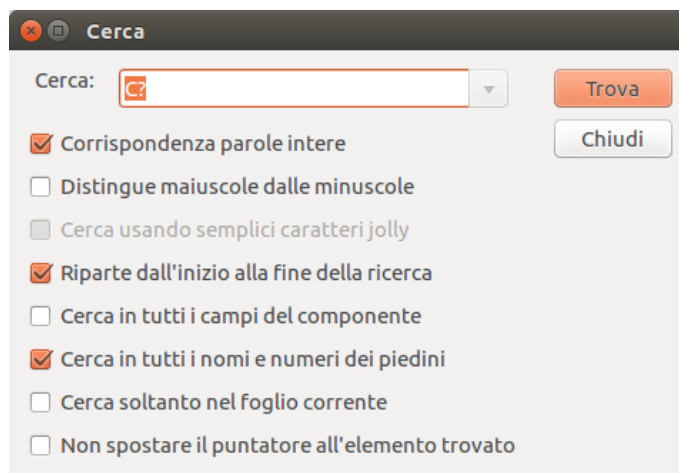 Cerca
Cerca: C? Trova
Chiudi
Corrispondenza parole intere
Distingue maiuscole dalle minuscole
Cerca usando semplici caratteri jolly
Riparte dall'inizio alla fine della ricerca
Cerca in tutti i campi del componente
Cerca in tutti i nomi e numeri dei piedini
Cerca soltanto nel foglio corrente
Non spostare il puntatore all'elemento trovato